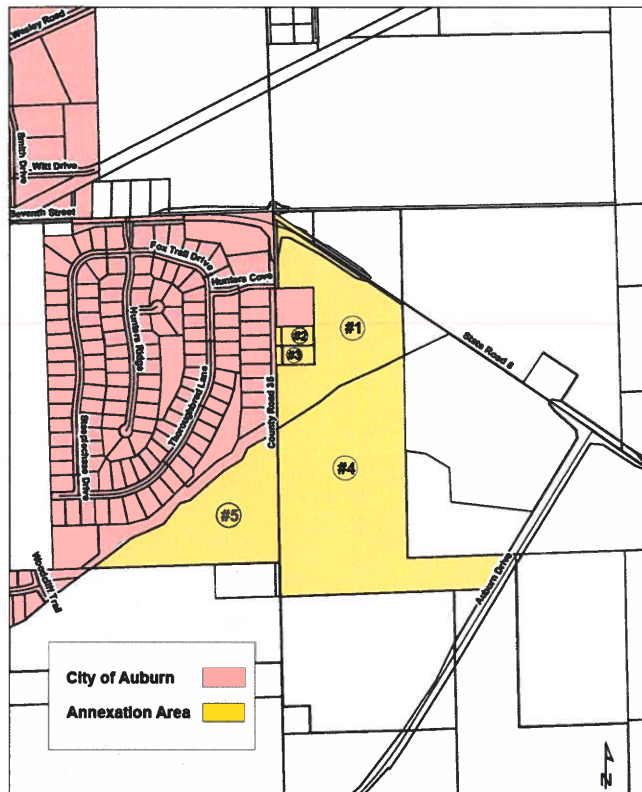 Wesley Road
Smith Drive
Witt Drive
Seventh Street
Fox Trail Drive
Hunters Cove
Hunters Ridge
Thoroughbred Lane
Steeplechase Drive
County Road 35
State Road 8
Auburn Drive
Woodcliff Trail
#1
#2
#3
#4
#5
City of Auburn
Annexation Area
N